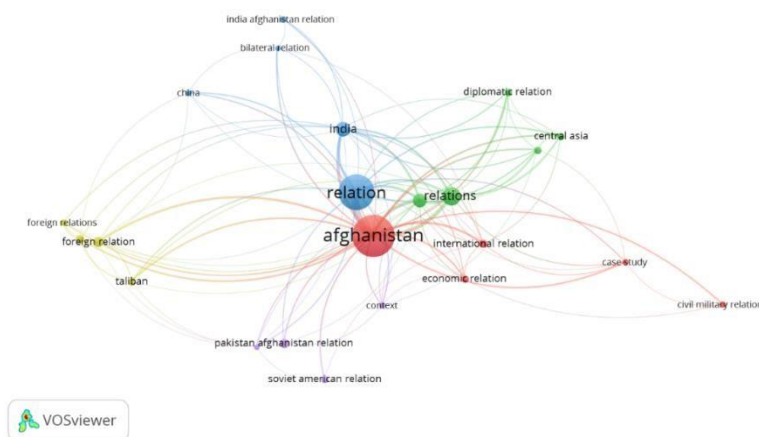 india afghanistan relation
bilateral relation
china
diplomatic relation
india
central asia
relation
relations
foreign relations
afghanistan
foreign relation
international relation
case study
taliban
economic relation
context
civil military relation
pakistan afghanistan relation
soviet american relation
VOSviewer